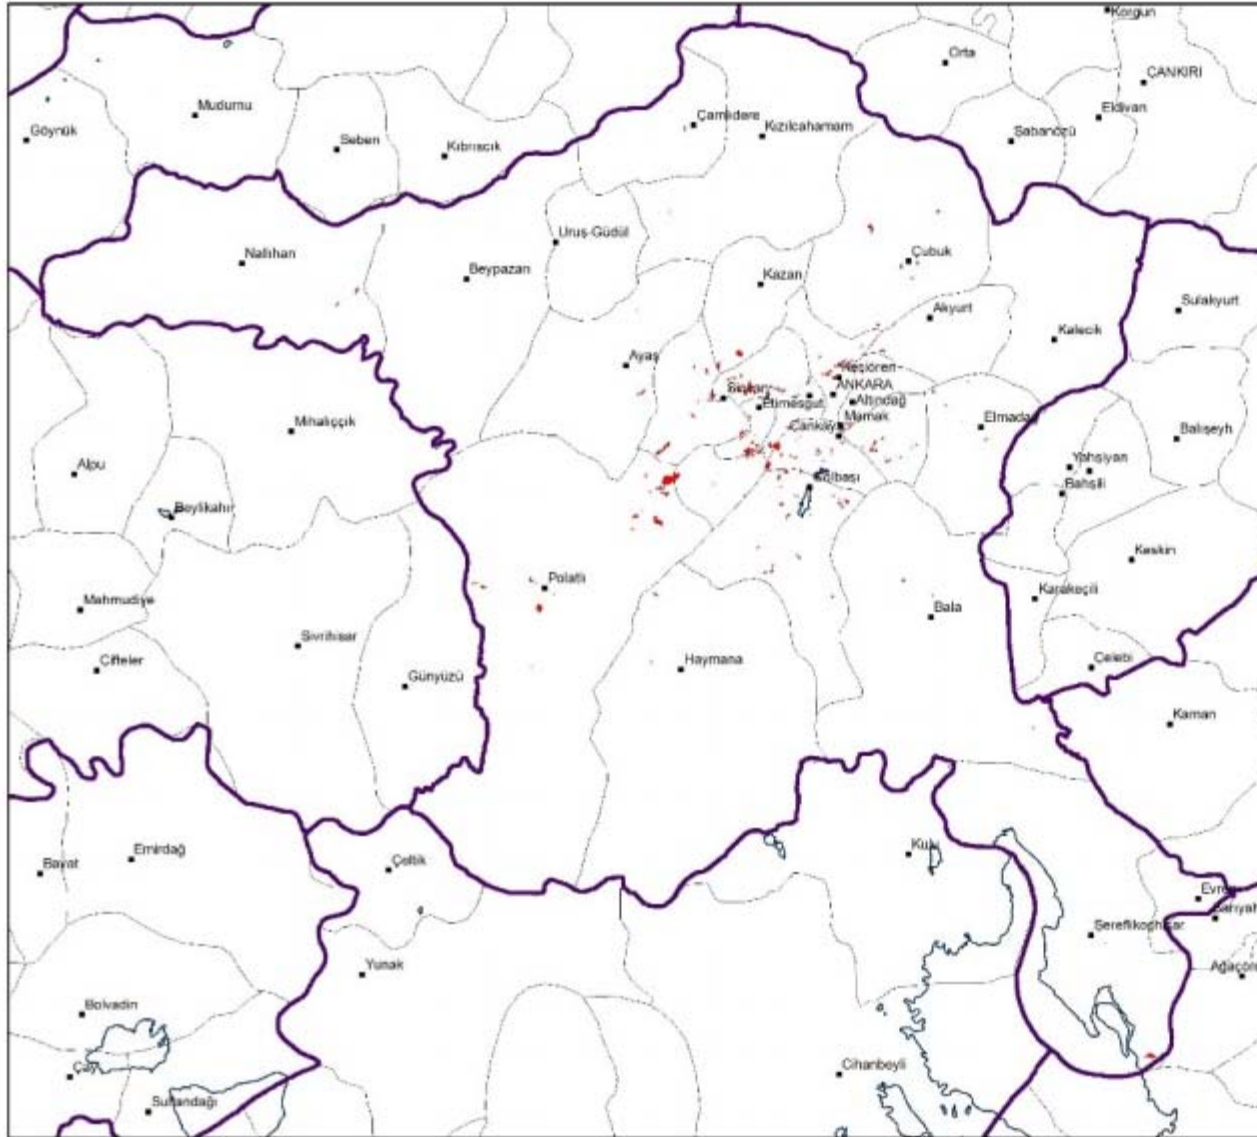 Korgun
Orta
ÇANKIRI
Mudurnu
Eldivan
Çamlıdere
Kızılcahamam
Göynük
Seben
Kıbrıscık
Şabanözü
Uruş-Güdül
Nallıhan
Çubuk
Beypazarı
Kazan
Sulakyurt
Akyurt
Kalecik
Ayaş
Keçiören
Sincan
ANKARA
Etimesgut
Altındağ
Mihalıççık
Mamak
Elmadağ
Çankaya
Balışeyh
Alpu
Yahşiyan
Gölbaşı
Bahşili
Beylikahır
Keskin
Polatlı
Mahmudiye
Karakeçili
Bala
Sivrihisar
Çifteler
Haymana
Çelebi
Günyüzü
Kaman
Kulu
Emirdağ
Bayat
Çeltik
Evren
Sarıyah
Şereflikoçhisar
Yunak
Ağaçören
Bolvadin
Çay
Cihanbeyli
Sultandağı